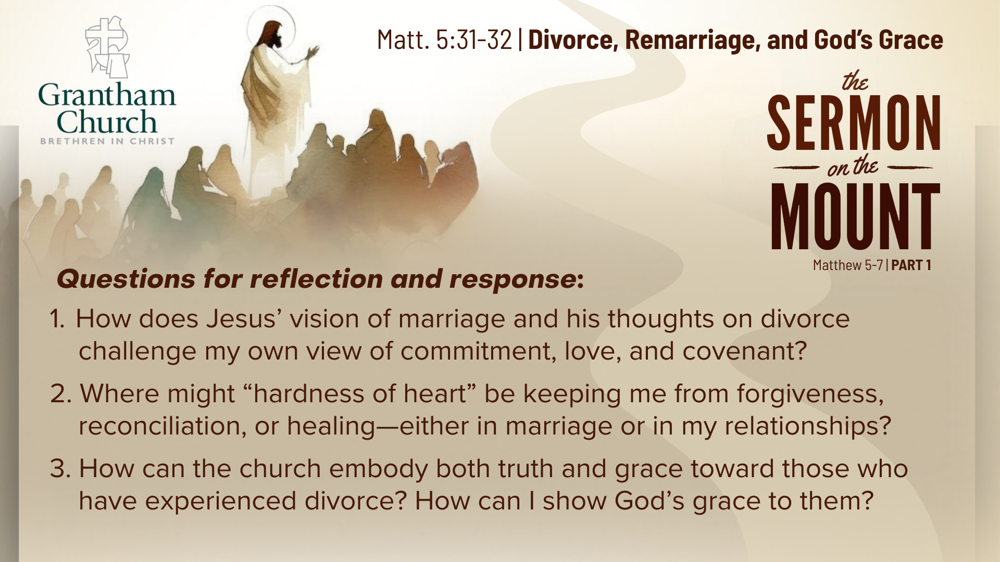 Grantham
Church
BRETHREN IN CHRIST
Matt. 5:31-32 | Divorce, Remarriage, and God’s Grace
the
SERMON
on the
MOUNT
Matthew 5-7 | PART 1
Questions for reflection and response:
1. How does Jesus’ vision of marriage and his thoughts on divorce
challenge my own view of commitment, love, and covenant?
2. Where might “hardness of heart” be keeping me from forgiveness,
reconciliation, or healing—either in marriage or in my relationships?
3. How can the church embody both truth and grace toward those who
have experienced divorce? How can I show God’s grace to them?